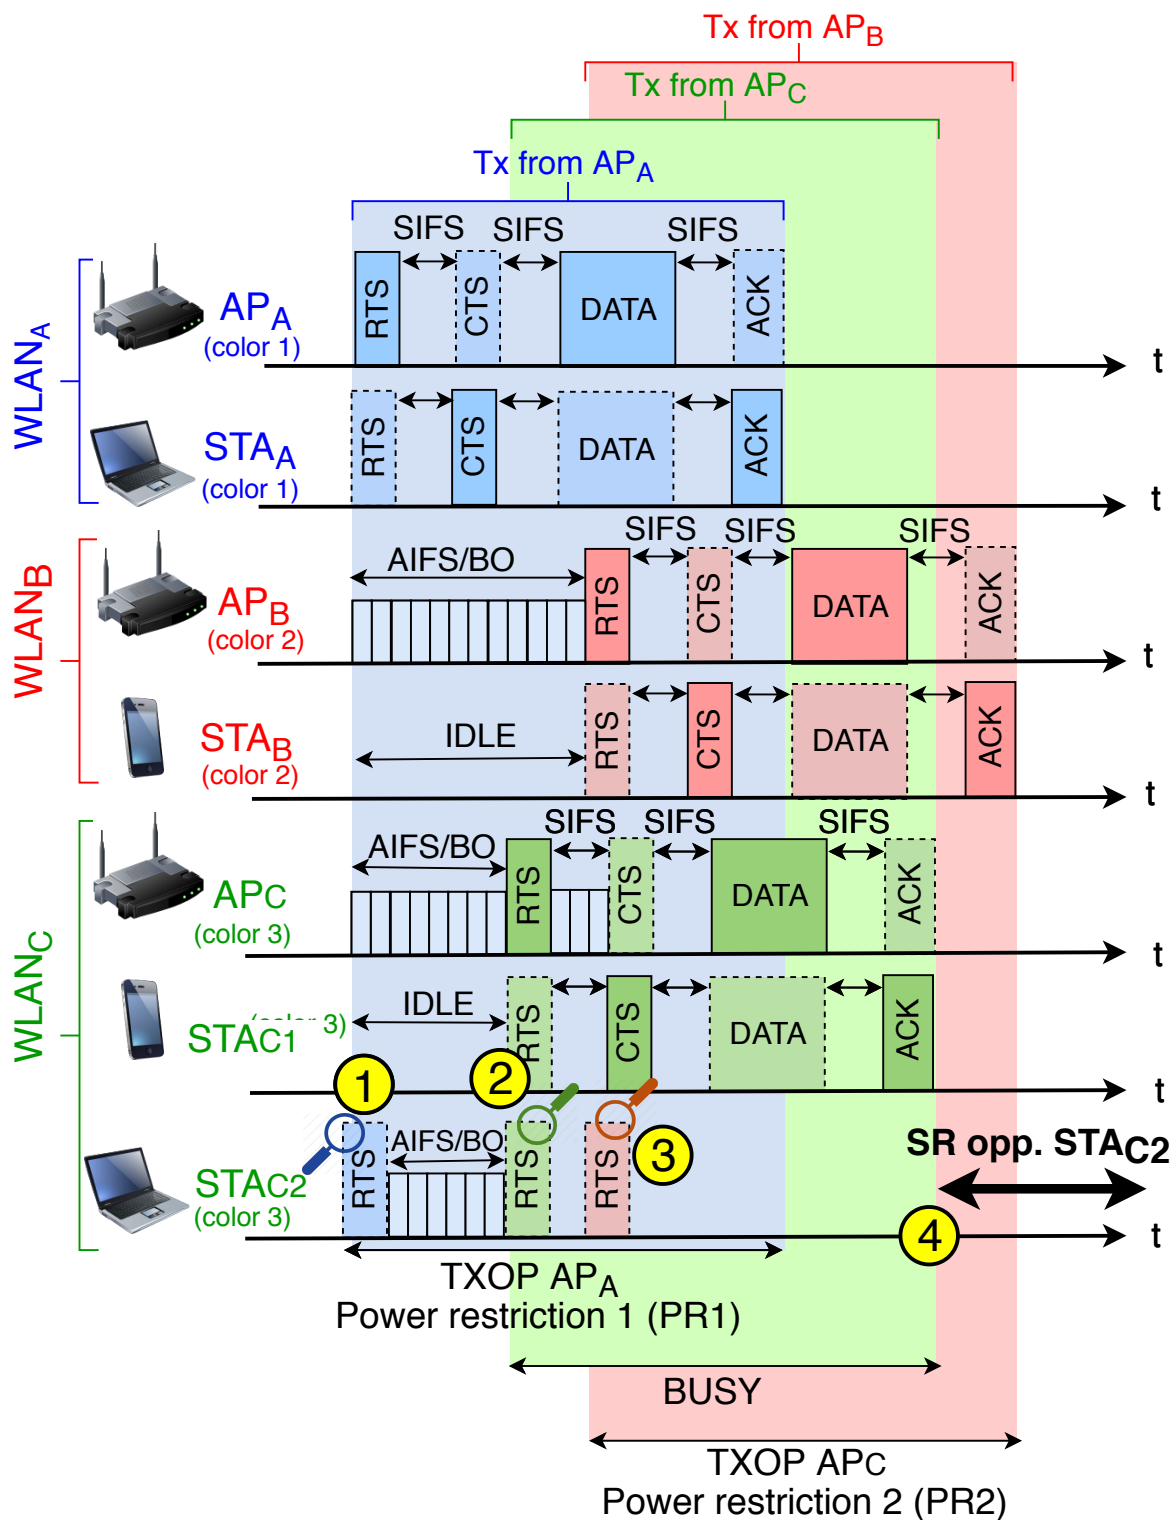 Tx from APB
Tx from APC
Tx from APA
SIFS SIFS SIFS
RTS CTS DATA ACK
WLANA
APA
(color 1)
t
RTS CTS DATA ACK
STAA
(color 1)
t
SIFS SIFS SIFS
AIFS/BO
RTS CTS DATA ACK
WLANB
APB
(color 2)
t
IDLE
RTS CTS DATA ACK
STAB
(color 2)
t
SIFS SIFS SIFS
AIFS/BO
RTS CTS DATA ACK
WLANC
APC
(color 3)
t
IDLE
RTS CTS DATA ACK
(color 3)
STAC1
1 2
t
AIFS/BO
RTS RTS RTS
3
SR opp. STAC2
STAC2
(color 3)
4
t
TXOP APA
Power restriction 1 (PR1)
BUSY
TXOP APC
Power restriction 2 (PR2)